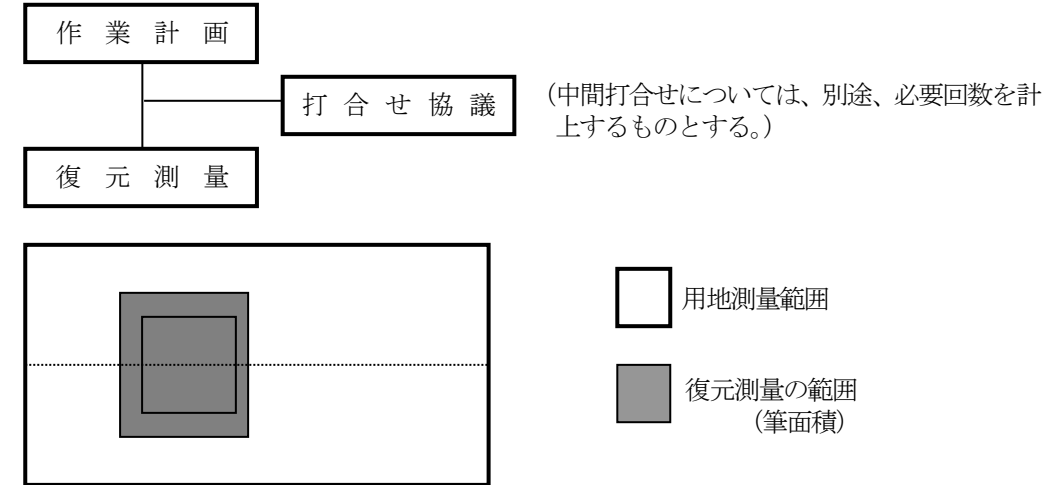 作業計画
打合せ協議
(中間打合せについては、別途、必要回数を計
上するものとする。)
復元測量
用地測量範囲
復元測量の範囲
(筆面積)